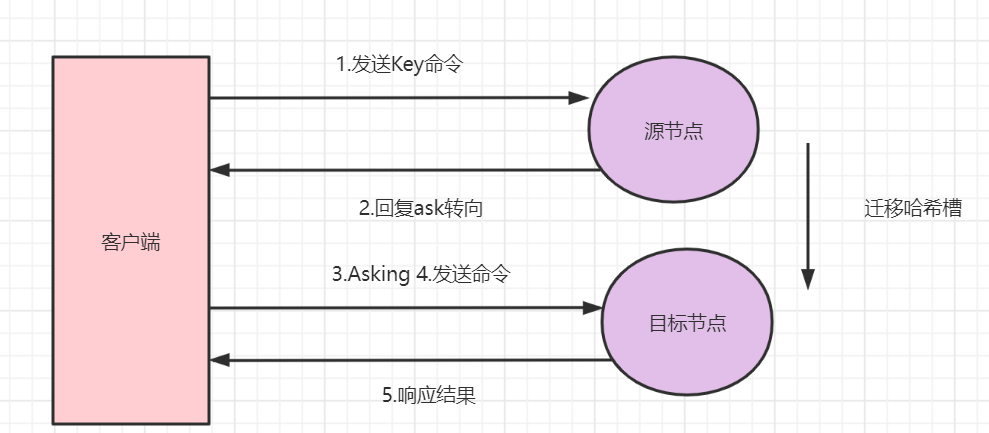 1.发送Key命令
源节点
2.回复ask转向
迁移哈希槽
客户端
3.Asking 4.发送命令
目标节点
5.响应结果